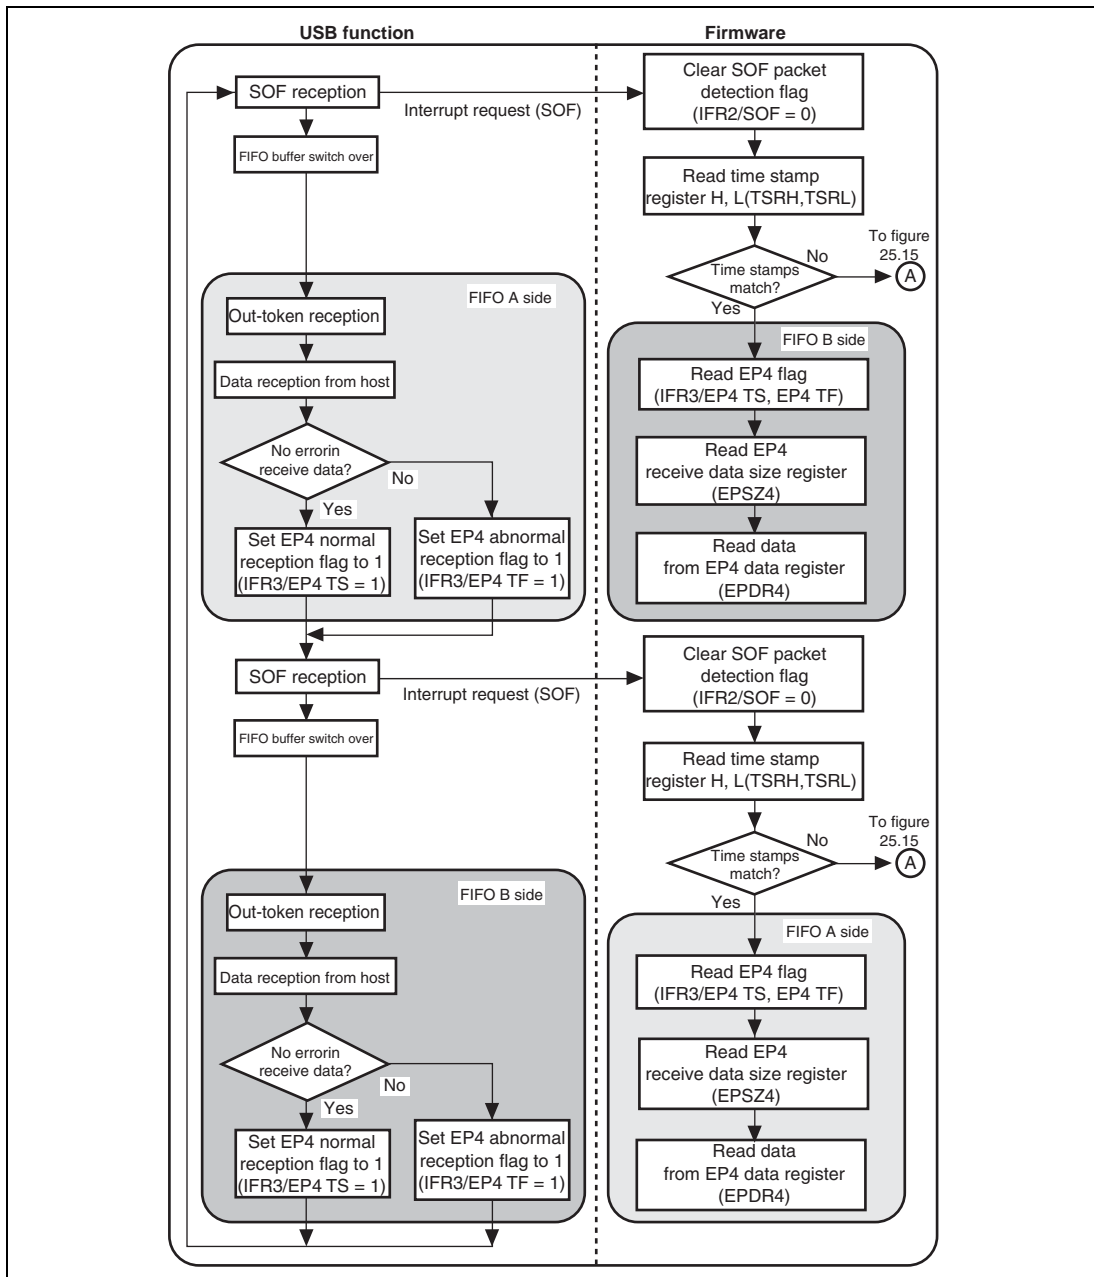 USB function
Firmware
SOF reception
Interrupt request (SOF)
Clear SOF packet
detection flag
(IFR2/SOF = 0)
FIFO buffer switch over
Read time stamp
register H, L(TSRH,TSRL)
Time stamps
match?
No
To figure
25.15
A
Yes
FIFO A side
Out-token reception
Data reception from host
No errorin
receive data?
No
Yes
Set EP4 normal
reception flag to 1
(IFR3/EP4 TS = 1)
Set EP4 abnormal
reception flag to 1
(IFR3/EP4 TF = 1)
FIFO B side
Read EP4 flag
(IFR3/EP4 TS, EP4 TF)
Read EP4
receive data size register
(EPSZ4)
Read data
from EP4 data register
(EPDR4)
SOF reception
Interrupt request (SOF)
Clear SOF packet
detection flag
(IFR2/SOF = 0)
FIFO buffer switch over
Read time stamp
register H, L(TSRH,TSRL)
Time stamps
match?
No
To figure
25.15
A
Yes
FIFO B side
Out-token reception
Data reception from host
No errorin
receive data?
No
Yes
Set EP4 normal
reception flag to 1
(IFR3/EP4 TS = 1)
Set EP4 abnormal
reception flag to 1
(IFR3/EP4 TF = 1)
FIFO A side
Read EP4 flag
(IFR3/EP4 TS, EP4 TF)
Read EP4
receive data size register
(EPSZ4)
Read data
from EP4 data register
(EPDR4)